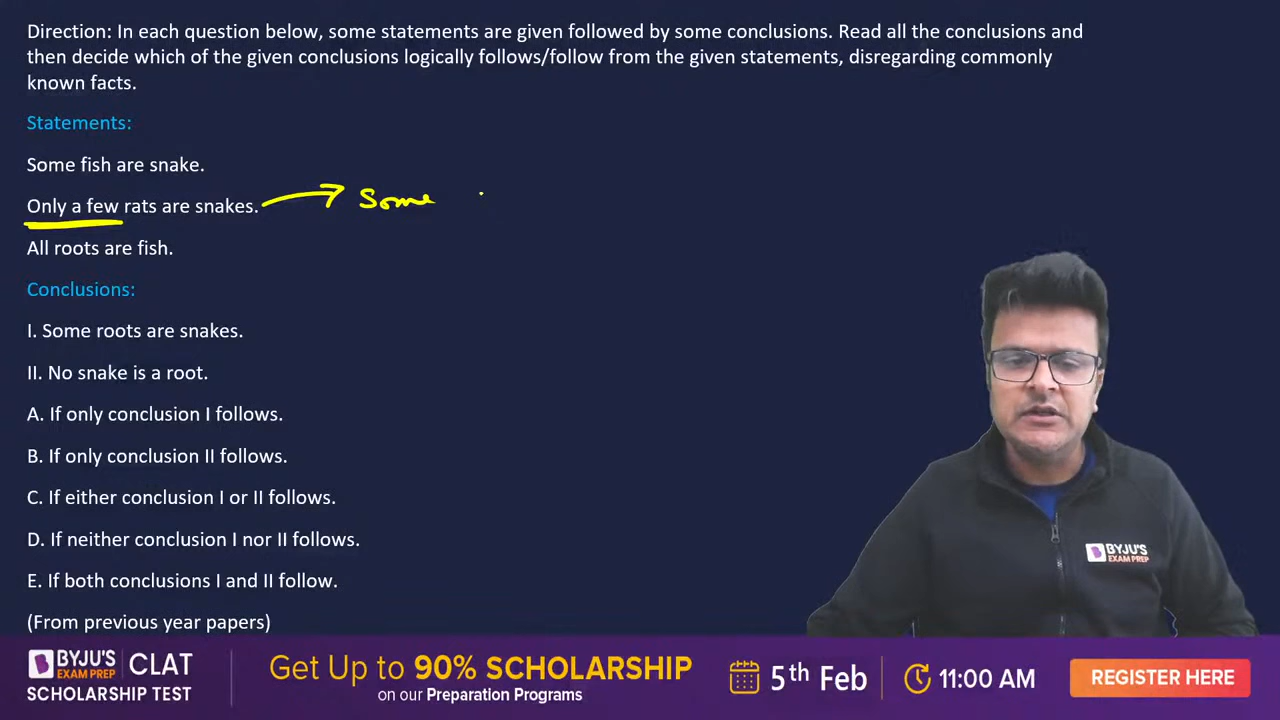 Direction: In each question below, some statements are given followed by some conclusions. Read all the conclusions and
then decide which of the given conclusions logically follows/follow from the given statements, disregarding commonly
known facts.
Statements:
Some fish are snake.
Only a few rats are snakes. Some
All roots are fish.
Conclusions:
I. Some roots are snakes.
II. No snake is a root.
A. If only conclusion I follows.
B. If only conclusion II follows.
C. If either conclusion I or II follows.
D. If neither conclusion I nor II follows.
E. If both conclusions I and II follow.
(From previous year papers)
BYJU'S
EXAM PREP
BYJU'S
EXAM PREP
CLAT
SCHOLARSHIP TEST
Get Up to 90% SCHOLARSHIP
on our Preparation Programs
5th Feb
11:00 AM
REGISTER HERE